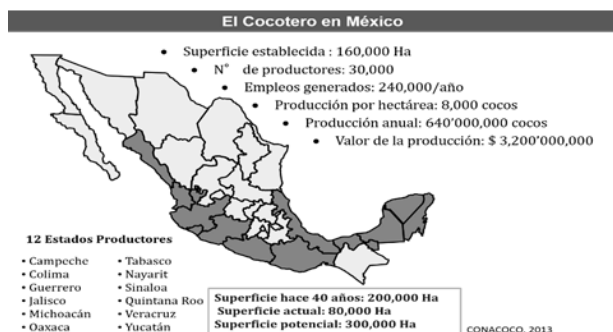 El Cocotero en México
• Superficie establecida : 160,000 Ha
• N° de productores: 30,000
• Empleos generados: 240,000/año
• Producción por hectárea: 8,000 cocos
• Producción anual: 640'000,000 cocos
• Valor de la producción: $ 3,200'000,000
12 Estados Productores
• Campeche
• Colima
• Guerrero
• Jalisco
• Michoacán
• Oaxaca
• Tabasco
• Nayarit
• Sinaloa
• Quintana Roo
• Veracruz
• Yucatán
Superficie hace 40 años: 200,000 Ha
Superficie actual: 80,000 Ha
Superficie potencial: 300,000 Ha
CONACOCO, 2013